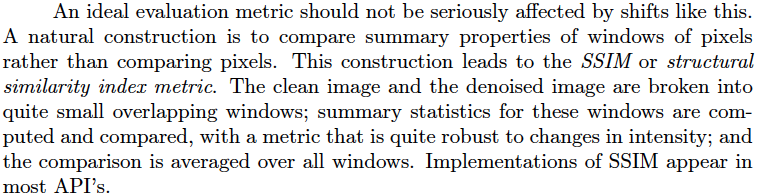 An ideal evaluation metric should not be seriously affected by shifts like this.
A natural construction is to compare summary properties of windows of pixels
rather than comparing pixels. This construction leads to the SSIM or structural
similarity index metric. The clean image and the denoised image are broken into
quite small overlapping windows; summary statistics for these windows are com-
puted and compared, with a metric that is quite robust to changes in intensity; and
the comparison is averaged over all windows. Implementations of SSIM appear in
most API's.